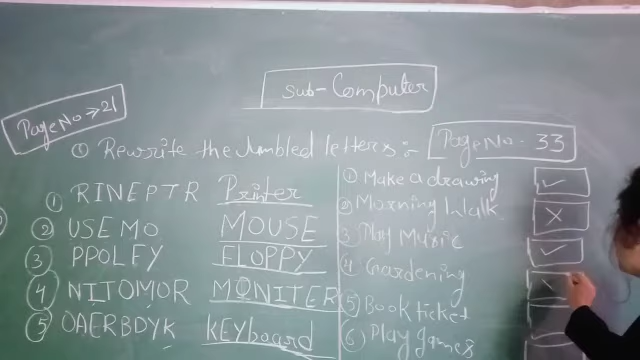 Sub-Computer
Page No → 21
① Rewrite the Jumbled letters :-
① RINEPTR Printer
② USEMO MOUSE
③ PPOLFY FLOPPY
④ NITOMOR MONITER
⑤ OAERBDYK KEYboard
Page No - 33
① Make a drawing ✓
② Morning Walk ×
③ Play Music ✓
④ Gardening ×
⑤ Book ticket
⑥ Play games ✓